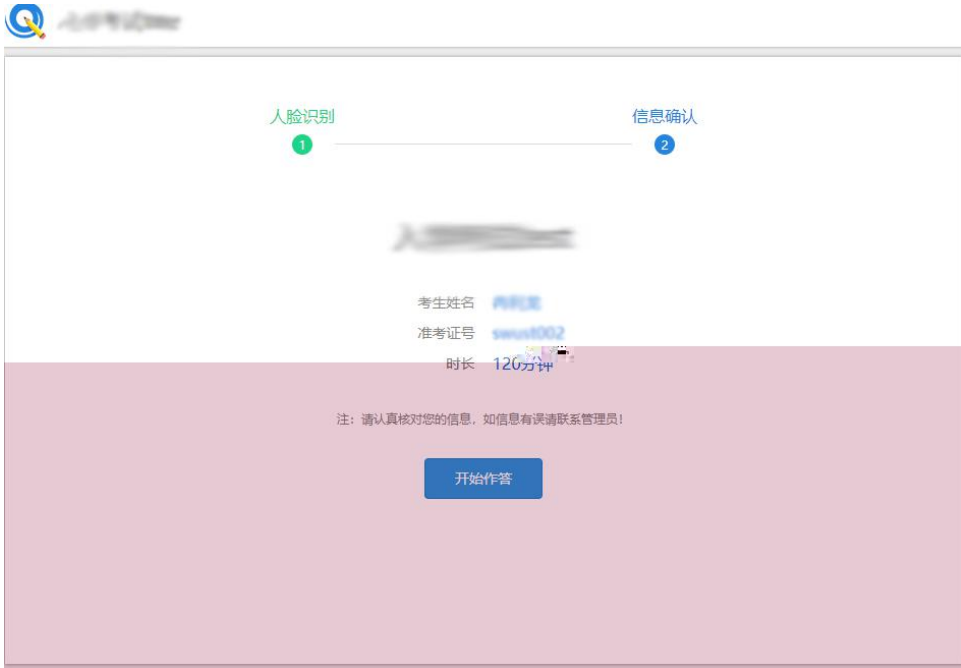 人脸识别
信息确认
1
2
考生姓名
准考证号 swust002
时长 120分钟
注：请认真核对您的信息，如信息有误请联系管理员！
开始作答